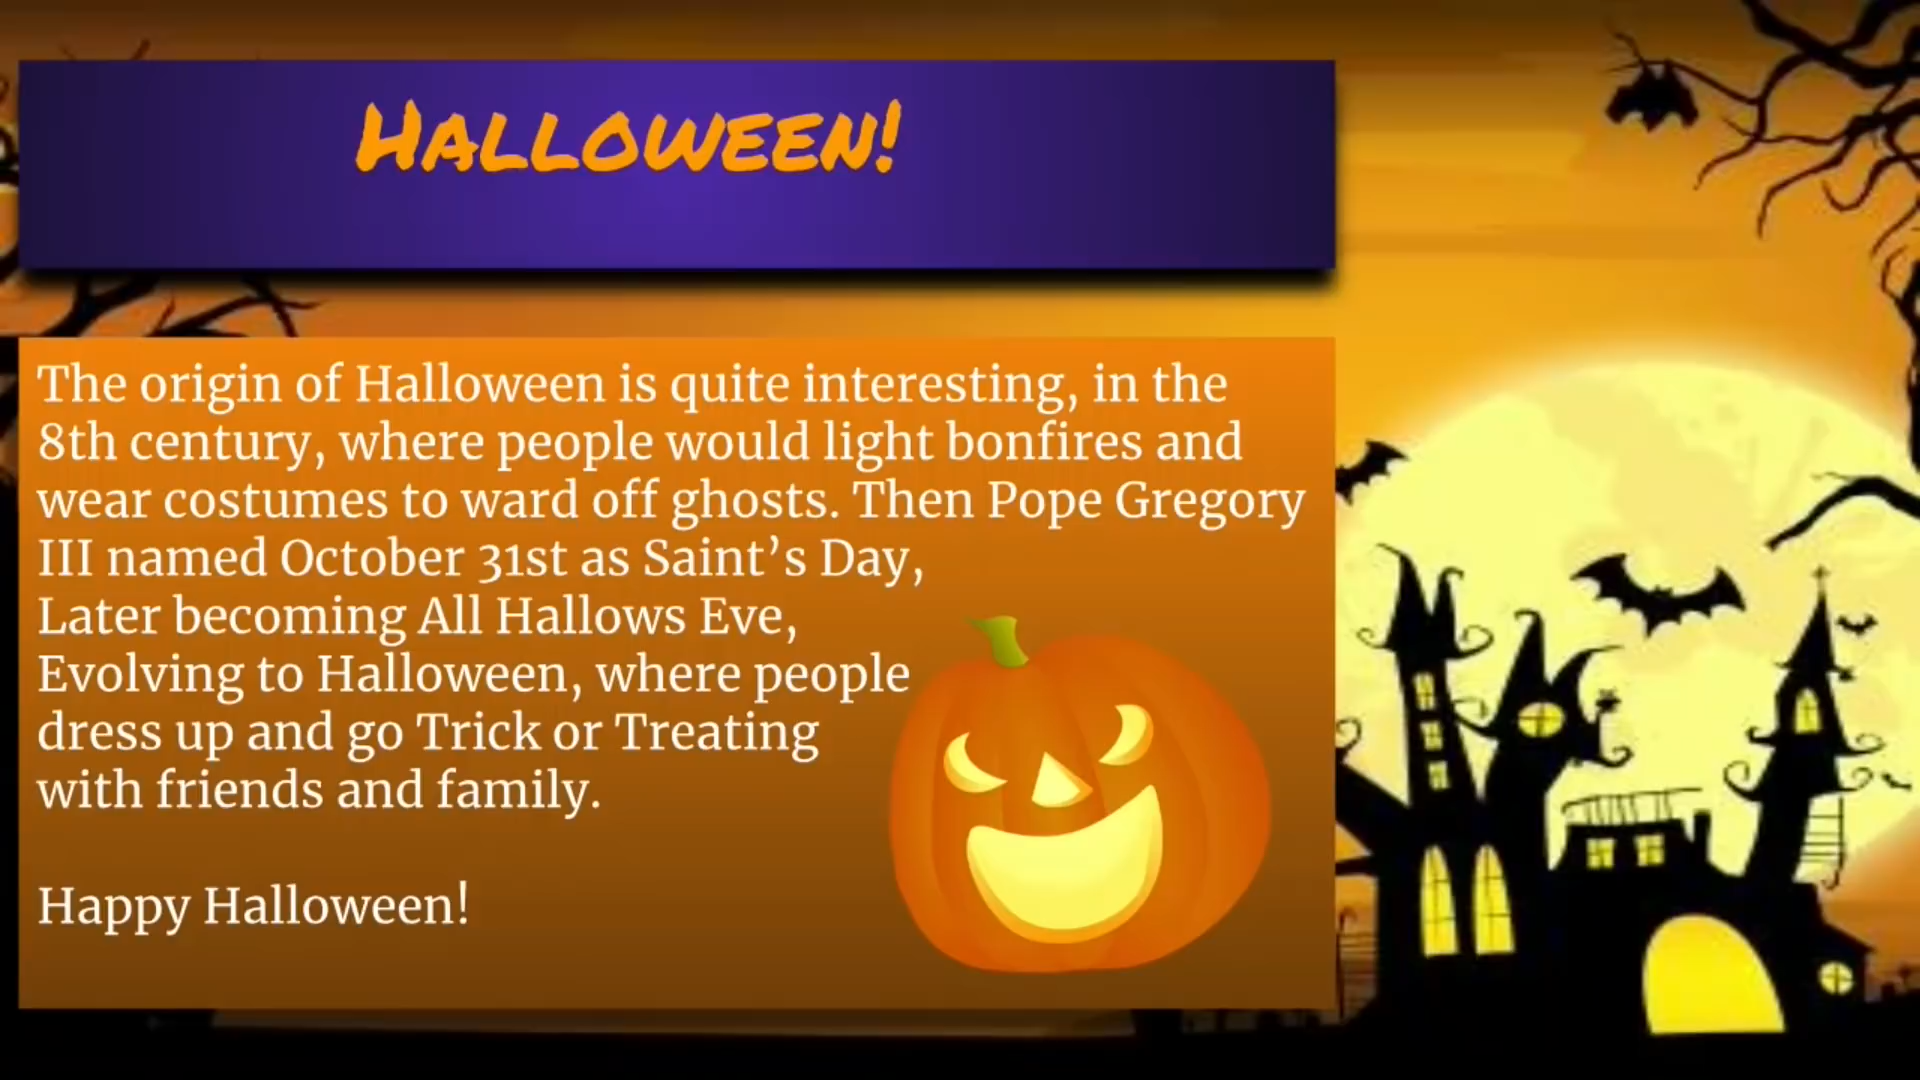 HALLOWEEN!
The origin of Halloween is quite interesting, in the
8th century, where people would light bonfires and
wear costumes to ward off ghosts. Then Pope Gregory
III named October 31st as Saint’s Day,
Later becoming All Hallows Eve,
Evolving to Halloween, where people
dress up and go Trick or Treating
with friends and family.
Happy Halloween!